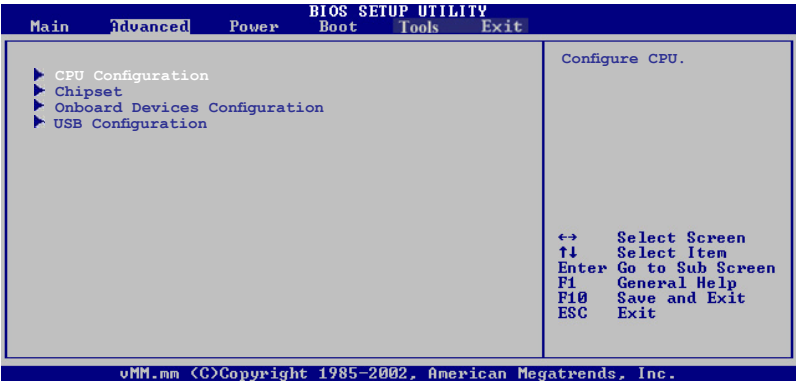 BIOS SETUP UTILITY
Main Advanced Power Boot Tools Exit
CPU Configuration
Chipset
Onboard Devices Configuration
USB Configuration
Configure CPU.
←→ Select Screen
↑↓ Select Item
Enter Go to Sub Screen
F1 General Help
F10 Save and Exit
ESC Exit
vMM.mm (C)Copyright 1985-2002, American Megatrends, Inc.